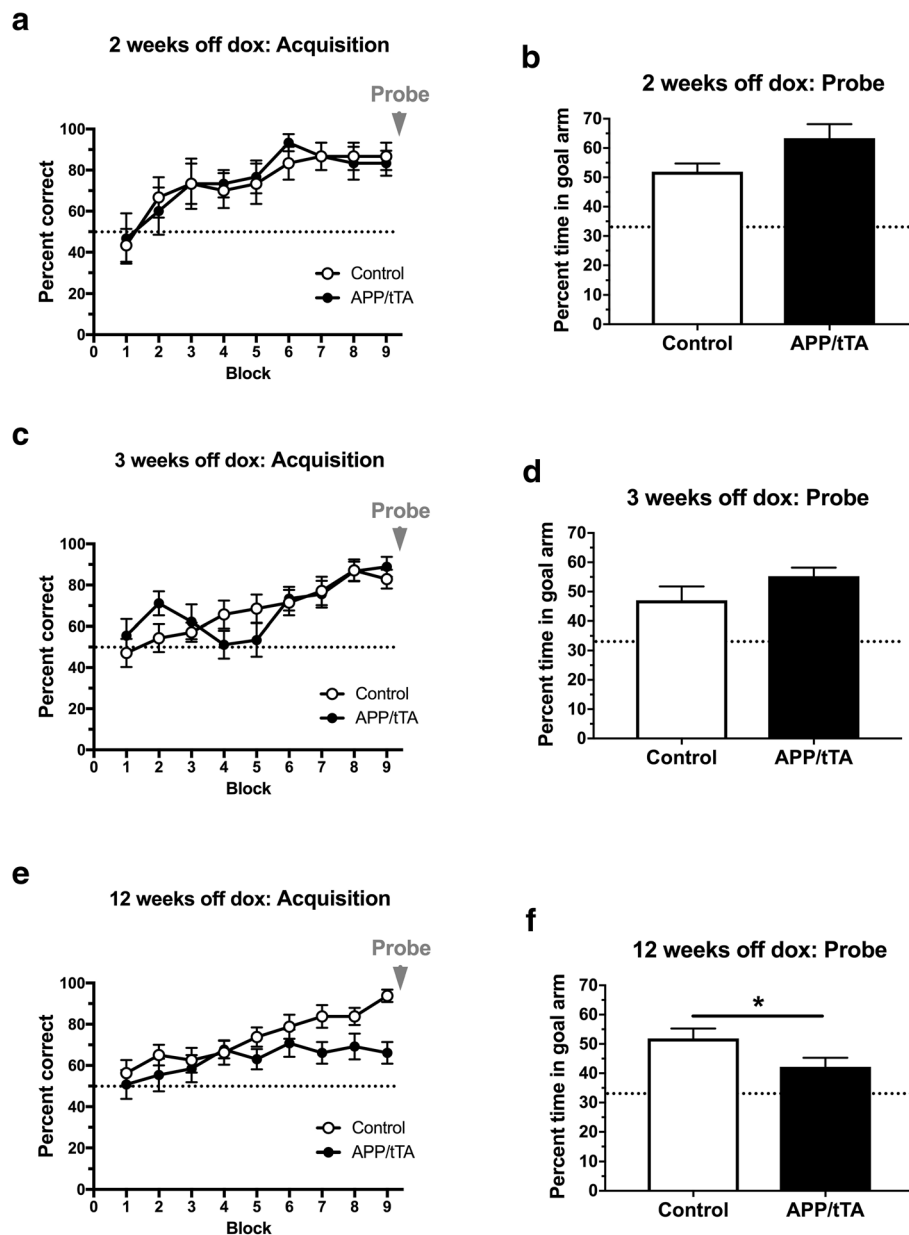 a
2 weeks off dox: Acquisition
Probe
Percent correct
100
80
60
40
20
0
0 1 2 3 4 5 6 7 8 9
Block
Control
APP/tTA
b
2 weeks off dox: Probe
Percent time in goal arm
70
60
50
40
30
20
10
0
Control APP/tTA
c
3 weeks off dox: Acquisition
Probe
Percent correct
100
80
60
40
20
0
0 1 2 3 4 5 6 7 8 9
Block
Control
APP/tTA
d
3 weeks off dox: Probe
Percent time in goal arm
70
60
50
40
30
20
10
0
Control APP/tTA
e
12 weeks off dox: Acquisition
Probe
Percent correct
100
80
60
40
20
0
0 1 2 3 4 5 6 7 8 9
Block
Control
APP/tTA
f
12 weeks off dox: Probe
Percent time in goal arm
70
60
50
40
30
20
10
0
*
Control APP/tTA